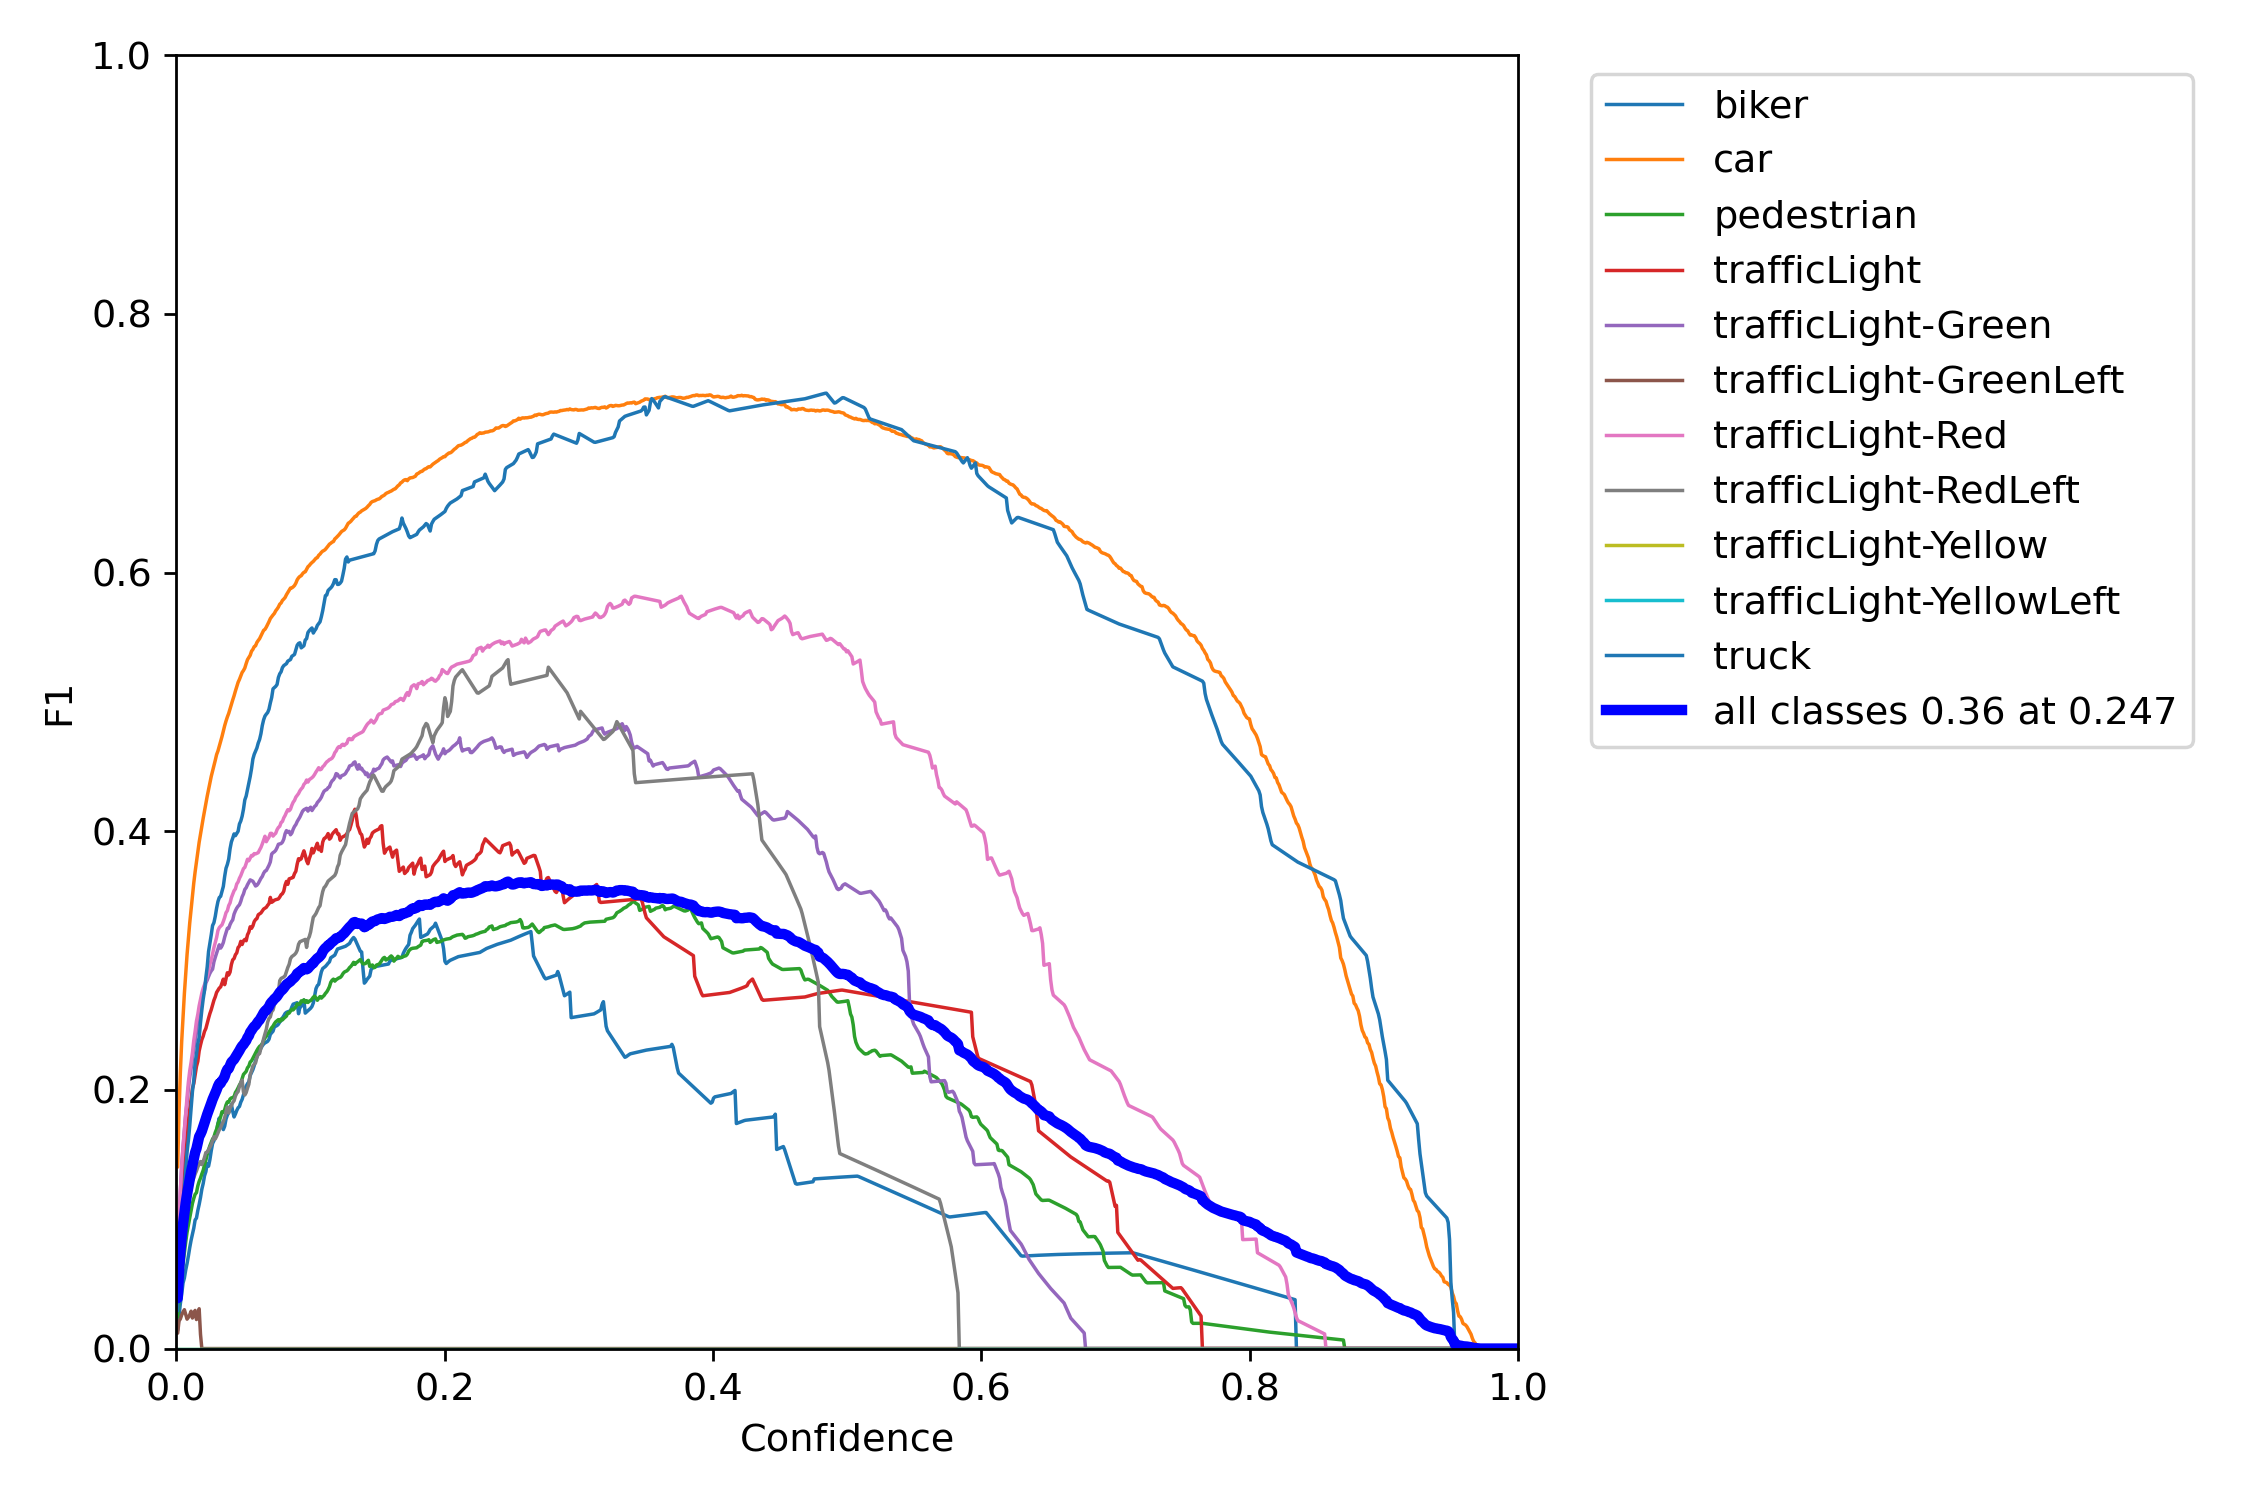 1.0
0.8
0.6
0.4
0.2
0.0
F1
0.0 0.2 0.4 0.6 0.8 1.0
Confidence
biker
car
pedestrian
trafficLight
trafficLight-Green
trafficLight-GreenLeft
trafficLight-Red
trafficLight-RedLeft
trafficLight-Yellow
trafficLight-YellowLeft
truck
all classes 0.36 at 0.247